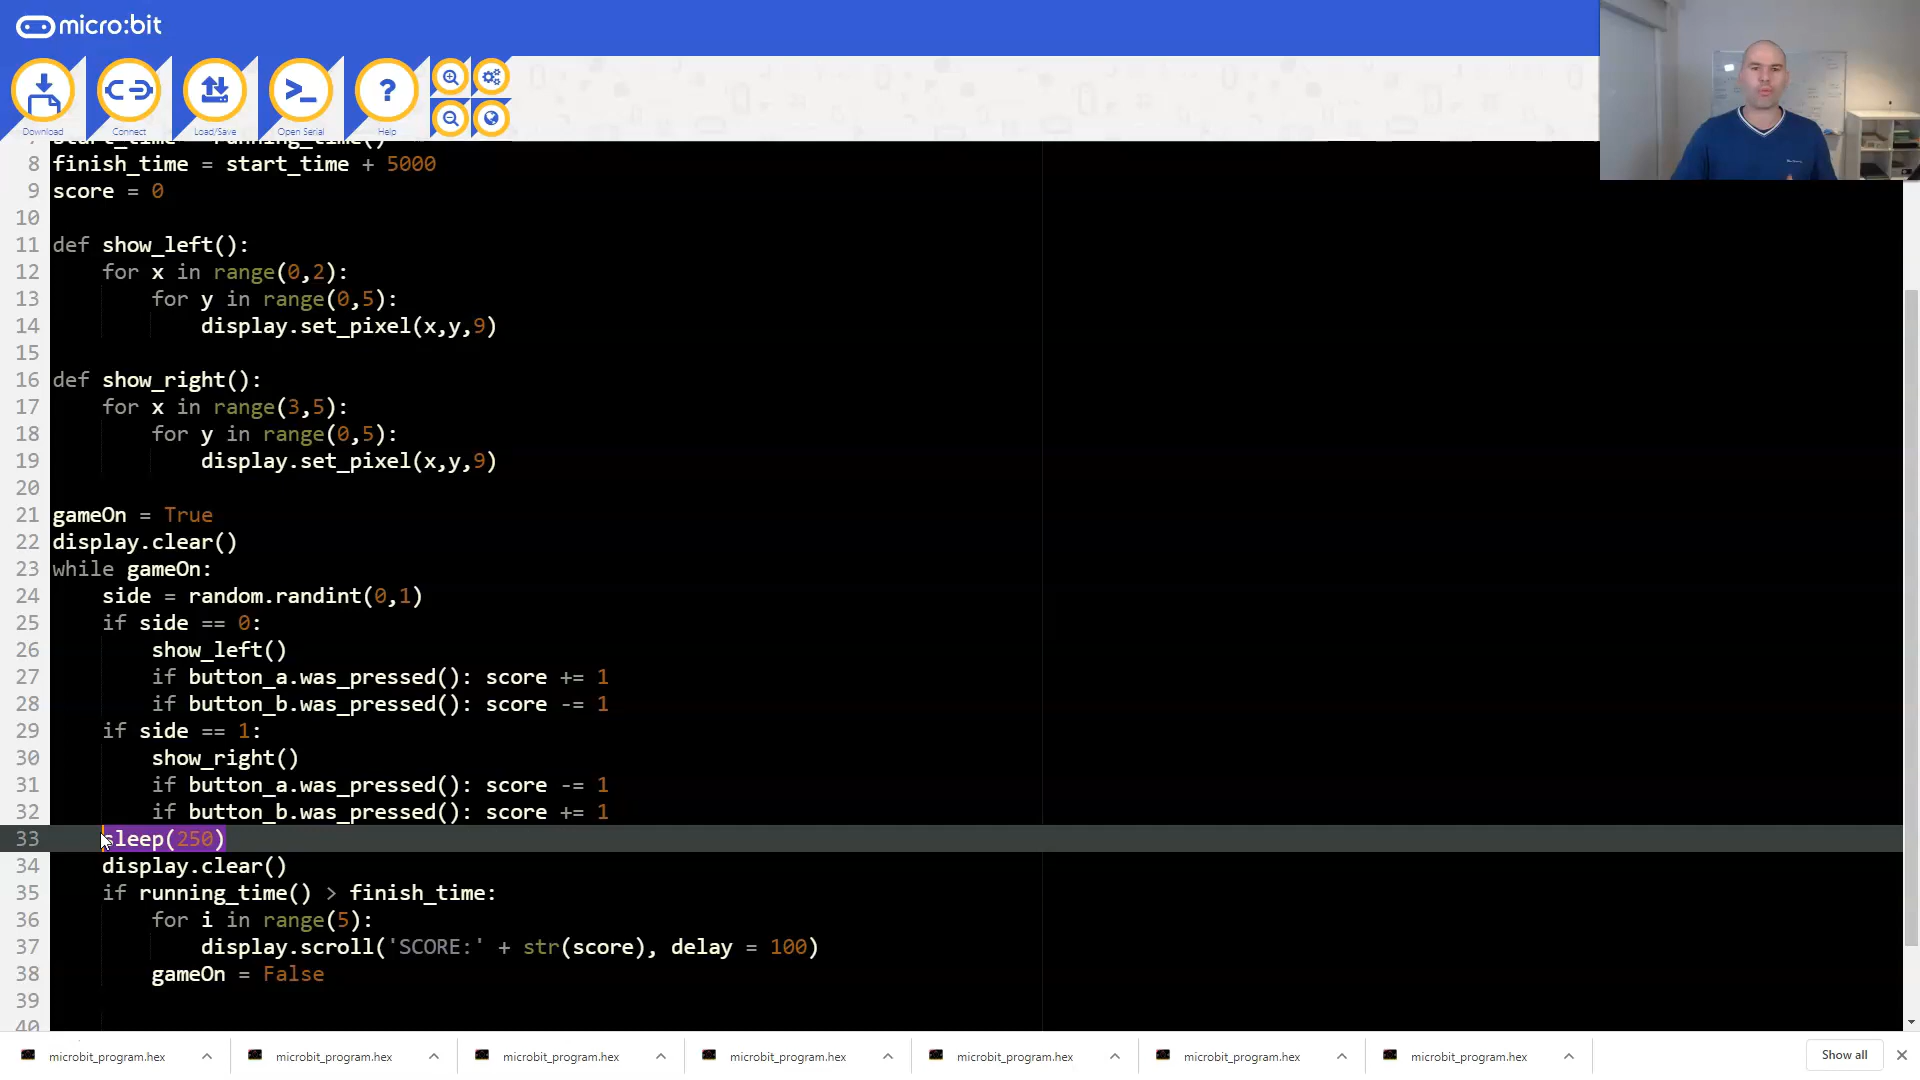 micro:bit
Download
Connect
Load/Save
Open Serial
Help
7 start_time = running_time()
8 finish_time = start_time + 5000
9 score = 0
10
11 def show_left():
12 for x in range(0,2):
13 for y in range(0,5):
14 display.set_pixel(x,y,9)
15
16 def show_right():
17 for x in range(3,5):
18 for y in range(0,5):
19 display.set_pixel(x,y,9)
20
21 gameOn = True
22 display.clear()
23 while gameOn:
24 side = random.randint(0,1)
25 if side == 0:
26 show_left()
27 if button_a.was_pressed(): score += 1
28 if button_b.was_pressed(): score -= 1
29 if side == 1:
30 show_right()
31 if button_a.was_pressed(): score -= 1
32 if button_b.was_pressed(): score += 1
33 sleep(250)
34 display.clear()
35 if running_time() > finish_time:
36 for i in range(5):
37 display.scroll('SCORE:' + str(score), delay = 100)
38 gameOn = False
39
40
microbit_program.hex
microbit_program.hex
microbit_program.hex
microbit_program.hex
microbit_program.hex
microbit_program.hex
microbit_program.hex
Show all